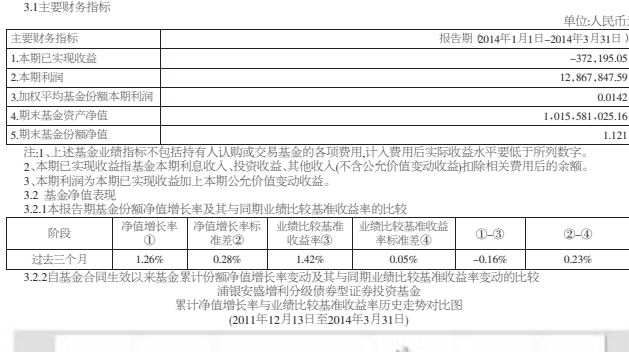 3.1主要财务指标
单位:人民币元
主要财务指标 报告期（2014年1月1日-2014年3月31日）
1.本期已实现收益 -372,195.05
2.本期利润 12,867,847.59
3.加权平均基金份额本期利润 0.0142
4.期末基金资产净值 1,015,581,025.16
5.期末基金份额净值 1.121
注:1、上述基金业绩指标不包括持有人认购或交易基金的各项费用,计入费用后实际收益水平要低于所列数字。
2、本期已实现收益指基金本期利息收入、投资收益、其他收入(不含公允价值变动收益)扣除相关费用后的余额。
3、本期利润为本期已实现收益加上本期公允价值变动收益。
3.2 基金净值表现
3.2.1本报告期基金份额净值增长率及其与同期业绩比较基准收益率的比较
阶段 净值增长率① 净值增长率标准差② 业绩比较基准收益率③ 业绩比较基准收益率标准差④ ①-③ ②-④
过去三个月 1.26% 0.28% 1.42% 0.05% -0.16% 0.23%
3.2.2自基金合同生效以来基金累计份额净值增长率变动及其与同期业绩比较基准收益率变动的比较
浦银安盛增利分级债券型证券投资基金
累计净值增长率与业绩比较基准收益率历史走势对比图
(2011年12月13日至2014年3月31日)